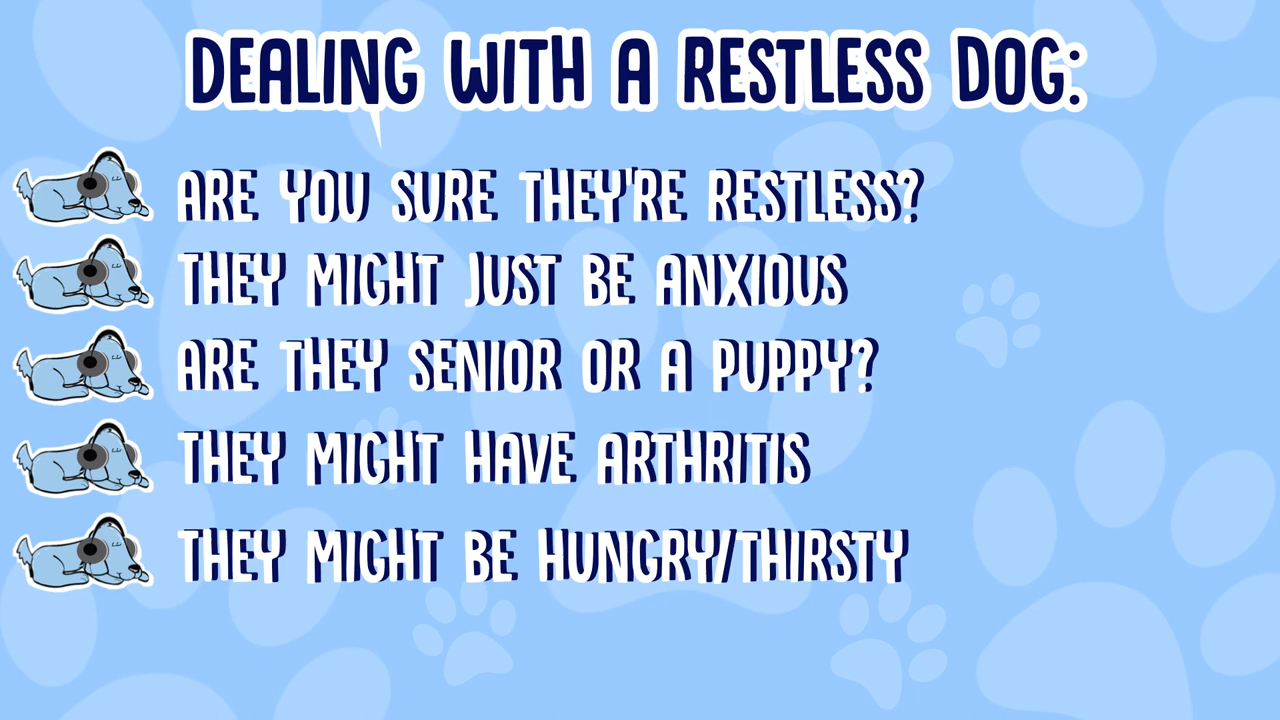 DEALING WITH A RESTLESS DOG:
ARE YOU SURE THEY'RE RESTLESS?
THEY MIGHT JUST BE ANXIOUS
ARE THEY SENIOR OR A PUPPY?
THEY MIGHT HAVE ARTHRITIS
THEY MIGHT BE HUNGRY/THIRSTY